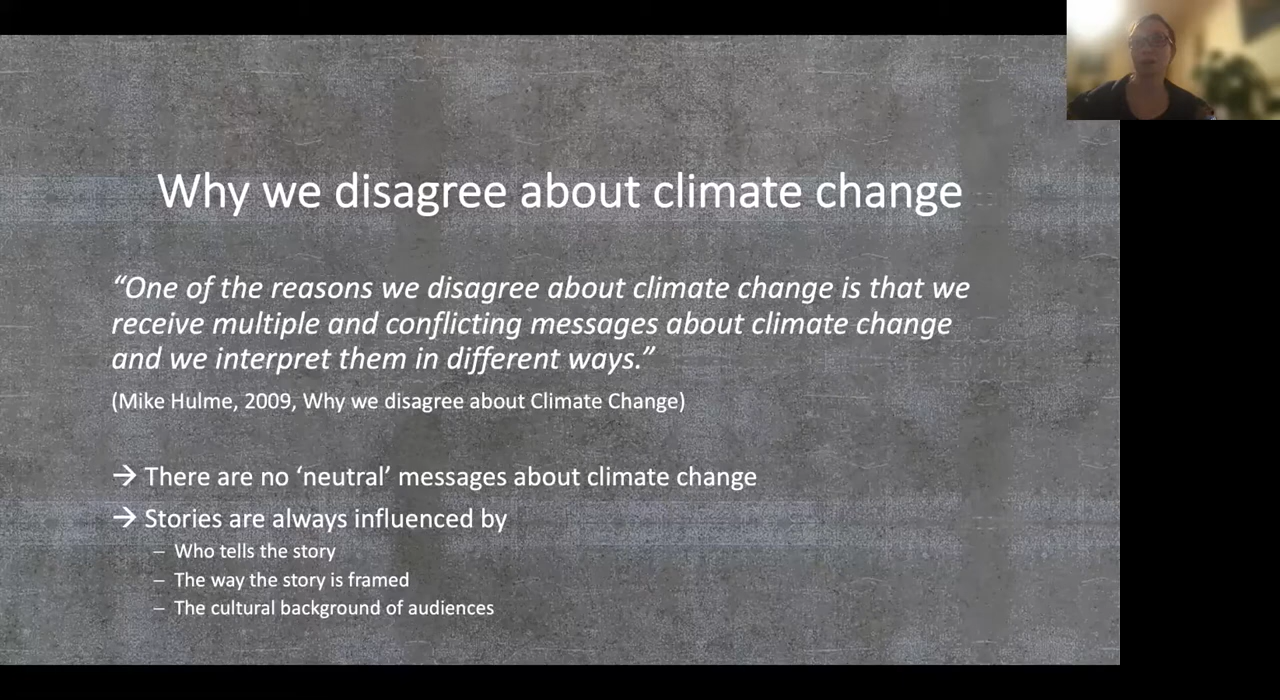 Why we disagree about climate change
“One of the reasons we disagree about climate change is that we
receive multiple and conflicting messages about climate change
and we interpret them in different ways.”
(Mike Hulme, 2009, Why we disagree about Climate Change)
→ There are no ‘neutral’ messages about climate change
→ Stories are always influenced by
– Who tells the story
– The way the story is framed
– The cultural background of audiences